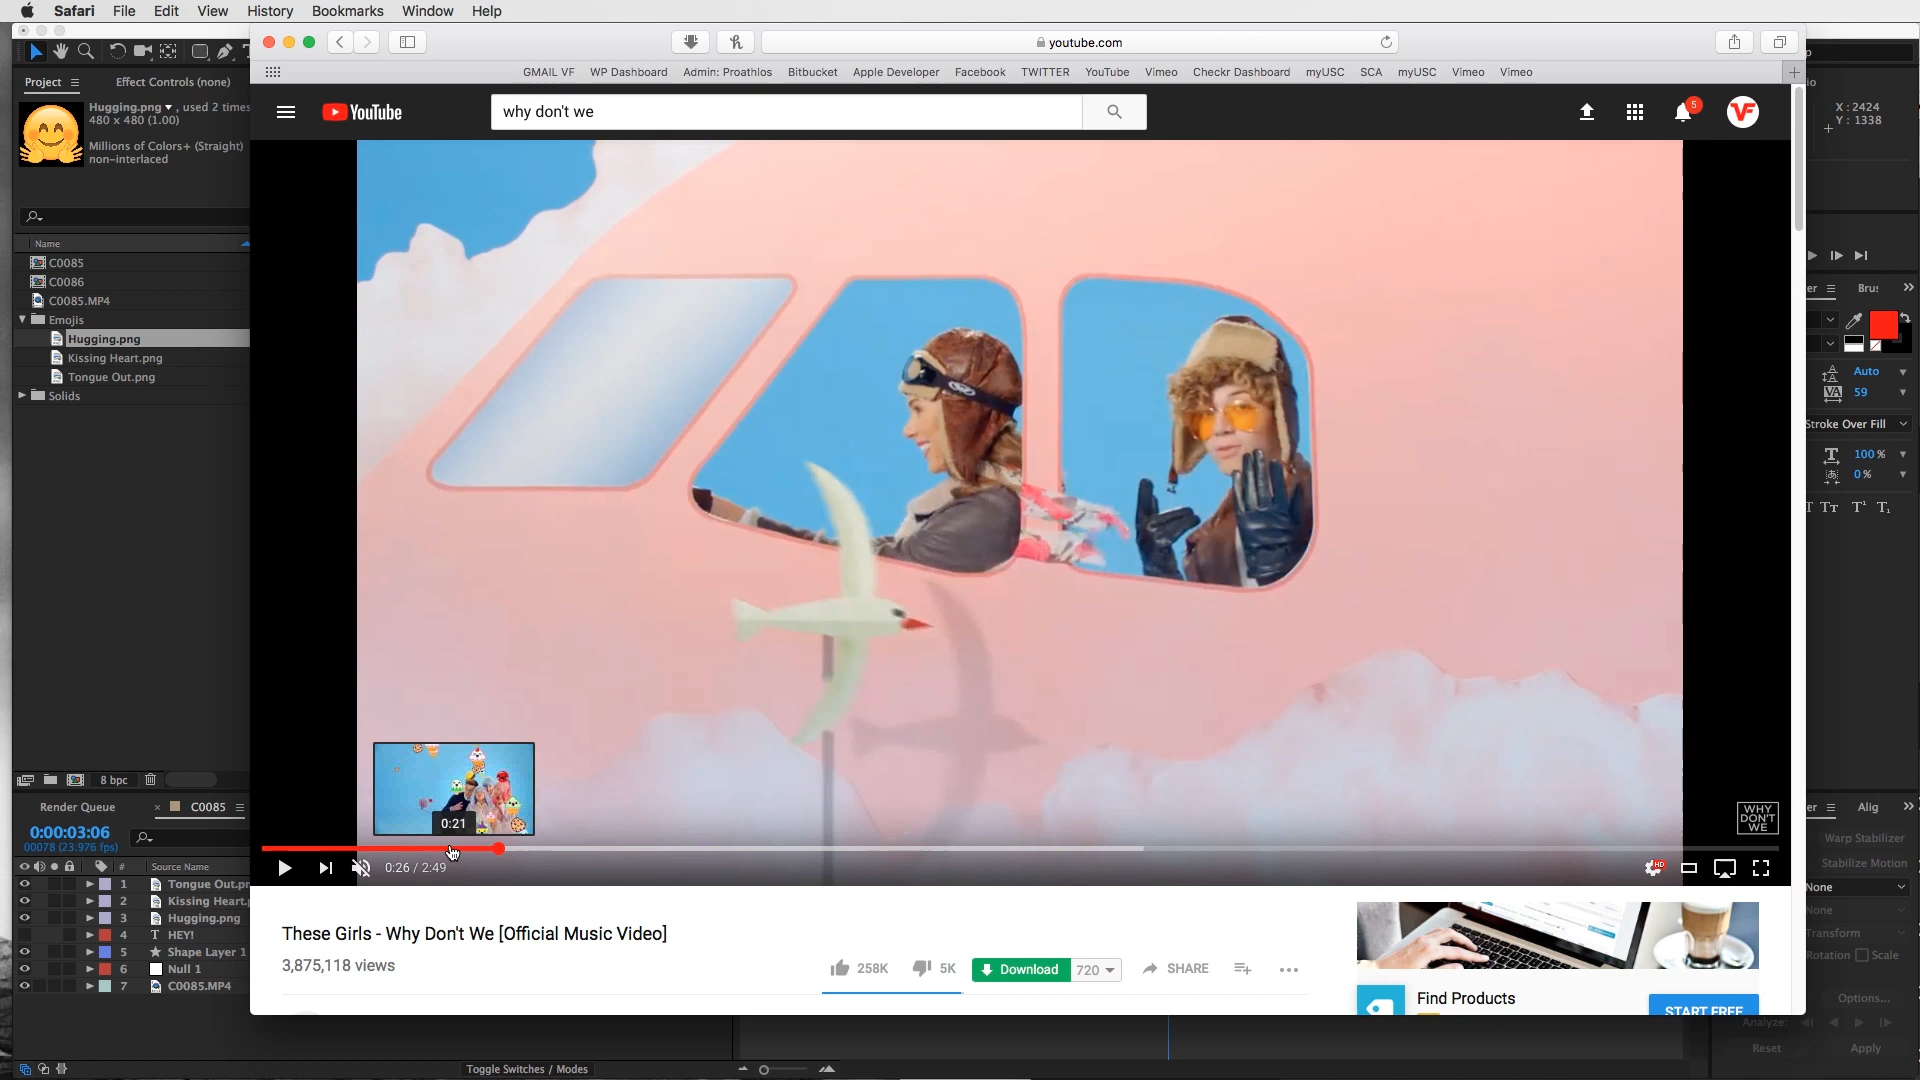 Safari File Edit View History Bookmarks Window Help
youtube.com
GMAIL VF WP Dashboard Admin: Proathlos Bitbucket Apple Developer Facebook TWITTER YouTube Vimeo Checkr Dashboard myUSC SCA myUSC Vimeo Vimeo
Project Effect Controls (none)
Hugging.png , used 2 times
480 x 480 (1.00)
Millions of Colors+ (Straight)
non-interlaced
YouTube
why don't we
5
VF
X : 2424
Y : 1338
Name
C0085
C0086
C0085.MP4
Emojis
Hugging.png
Kissing Heart.png
Tongue Out.png
Solids
Auto
59
Stroke Over Fill
100 %
0 %
8 bpc
Render Queue × C0085
0:00:03:06
00078 (23.976 fps)
# Source Name
1 Tongue Out.pn
2 Kissing Heart.p
3 Hugging.png
4 T HEY!
5 Shape Layer 1
6 Null 1
7 C0085.MP4
0:21
WHY
DON'T
WE
0:26 / 2:49
HD
These Girls - Why Don't We [Official Music Video]
3,875,118 views
258K 5K Download 720 SHARE
Find Products
START FREE
Warp Stabilizer
Stabilize Motion
None
None
Transform
Rotation Scale
Options...
Analyze:
Reset Apply
Toggle Switches / Modes